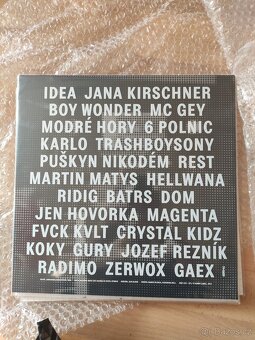 IDEA JANA KIRSCHNER
BOY WONDER MC GEY
MODRÉ HORY 6 POLNIC
KARLO TRASHBOYSONY
PUŠKYN NIKODÉM REST
MARTIN MATYS HELLWANA
RIDIG BATRS DOM
JEN HOVORKA MAGENTA
FVCK KVLT CRYSTAL KIDZ
KOKY GURY JOZEF REZNÍK
RADIMO ZERWOX GAEX